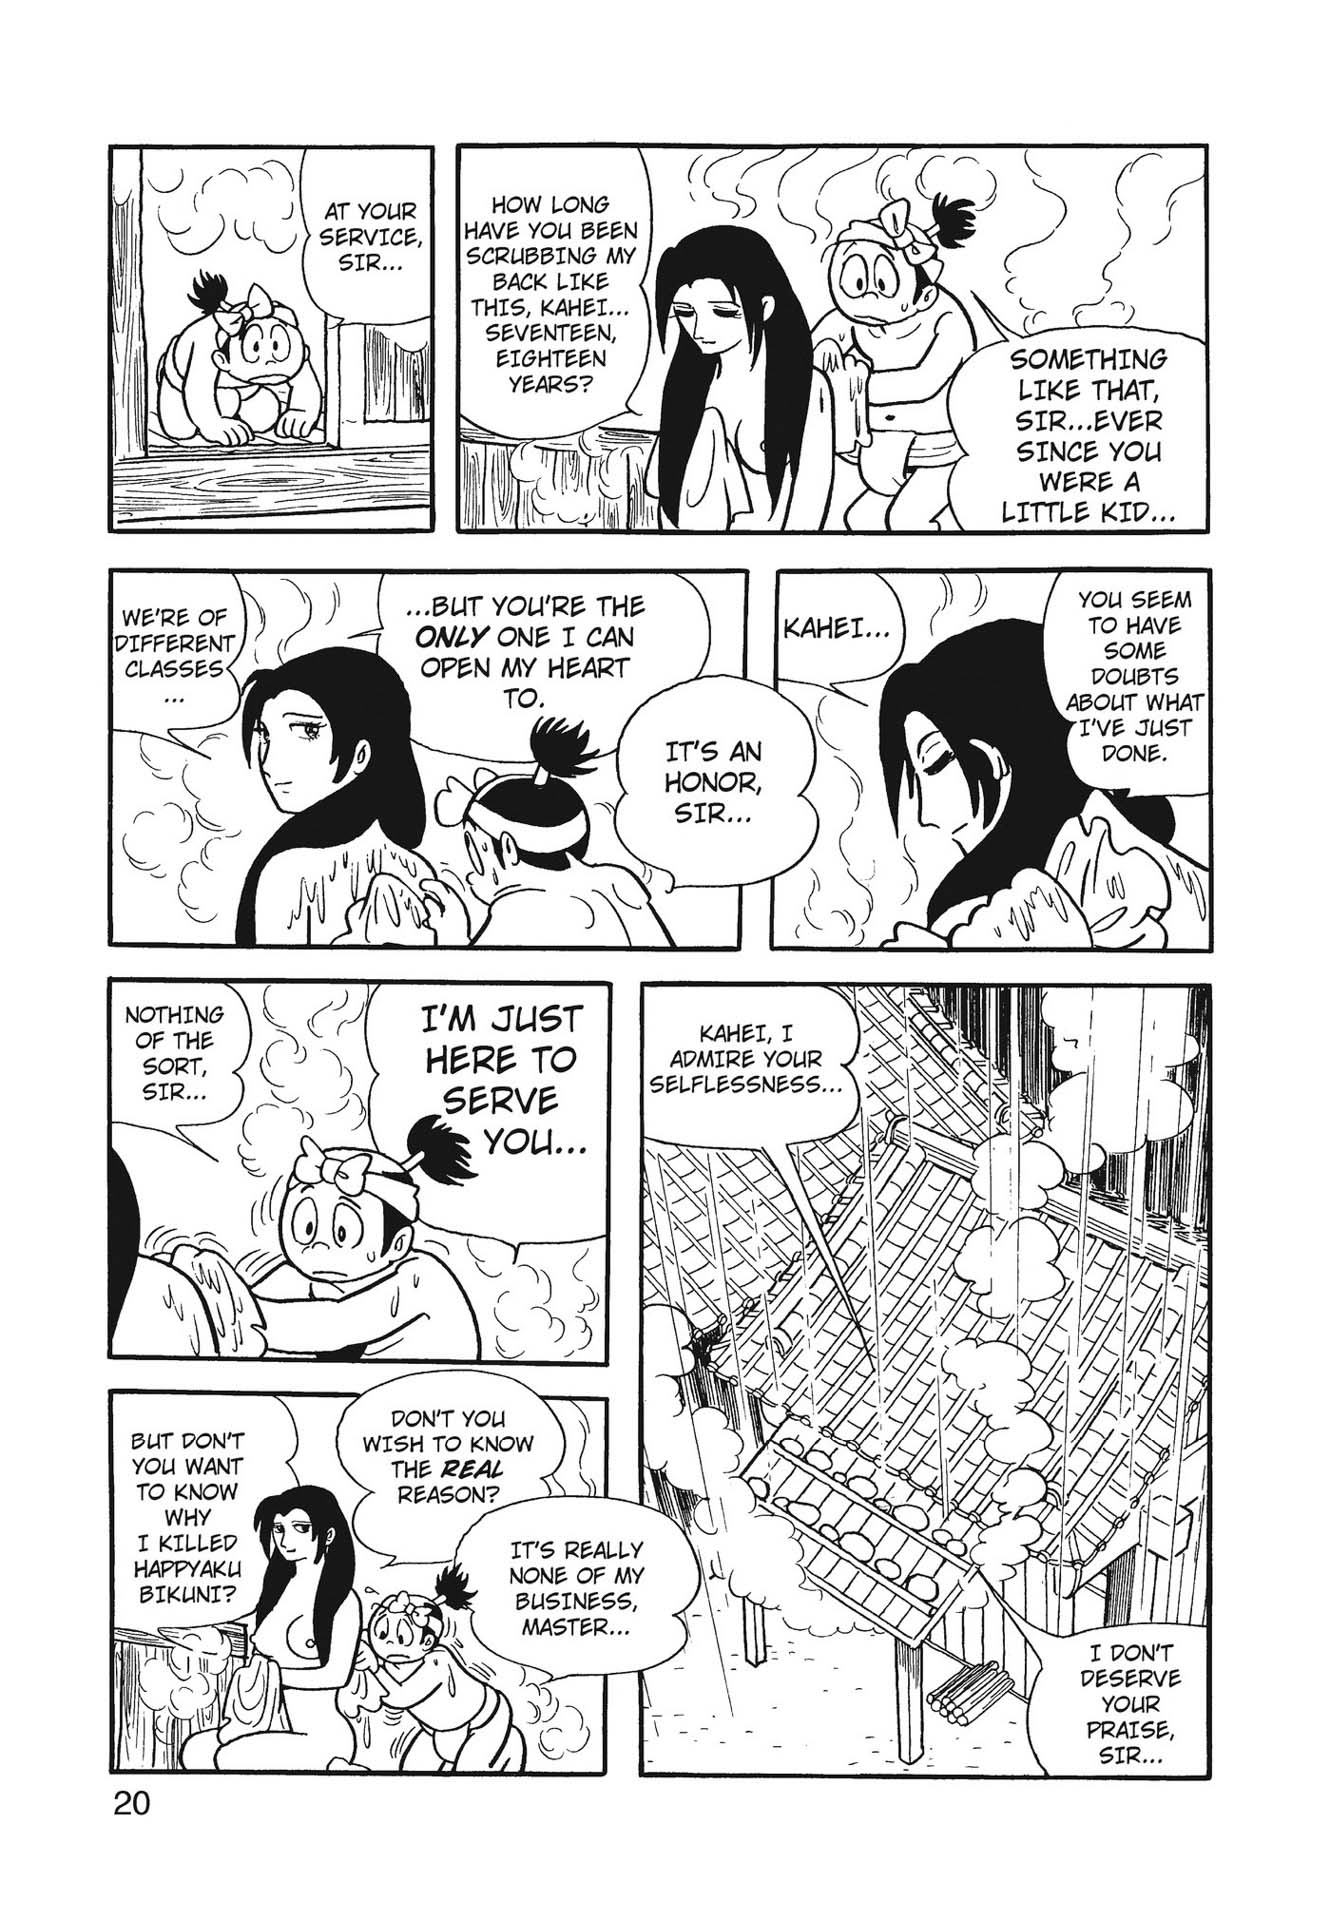 AT YOUR
SERVICE,
SIR...
HOW LONG
HAVE YOU BEEN
SCRUBBING MY
BACK LIKE
THIS, KAHEI...
SEVENTEEN,
EIGHTEEN
YEARS?
SOMETHING
LIKE THAT,
SIR...EVER
SINCE YOU
WERE A
LITTLE KID...
WE'RE OF
DIFFERENT
CLASSES
...
...BUT YOU'RE THE
ONLY ONE I CAN
OPEN MY HEART
TO.
IT'S AN
HONOR,
SIR...
KAHEI...
YOU SEEM
TO HAVE
SOME
DOUBTS
ABOUT WHAT
I'VE JUST
DONE.
NOTHING
OF THE
SORT,
SIR...
I'M JUST
HERE TO
SERVE
YOU...
KAHEI, I
ADMIRE YOUR
SELFLESSNESS...
I DON'T
DESERVE
YOUR
PRAISE,
SIR...
BUT DON'T
YOU WANT
TO KNOW
WHY
I KILLED
HAPPYAKU
BIKUNI?
DON'T YOU
WISH TO KNOW
THE REAL
REASON?
IT'S REALLY
NONE OF MY
BUSINESS,
MASTER...
20